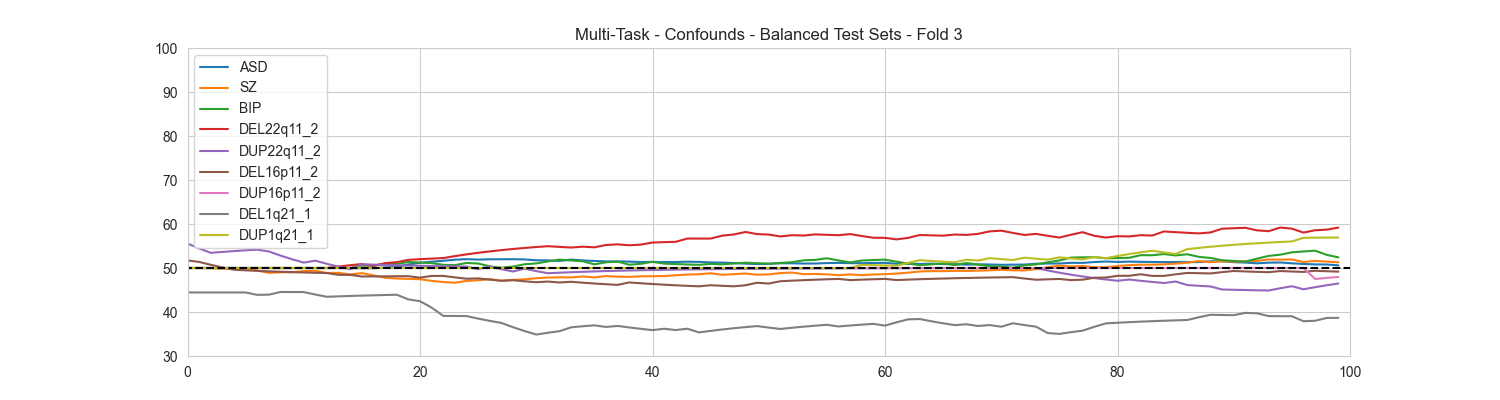 Multi-Task - Confounds - Balanced Test Sets - Fold 3
100
90
80
70
60
50
40
30
ASD
SZ
BIP
DEL22q11_2
DUP22q11_2
DEL16p11_2
DUP16p11_2
DEL1q21_1
DUP1q21_1
0 20 40 60 80 100